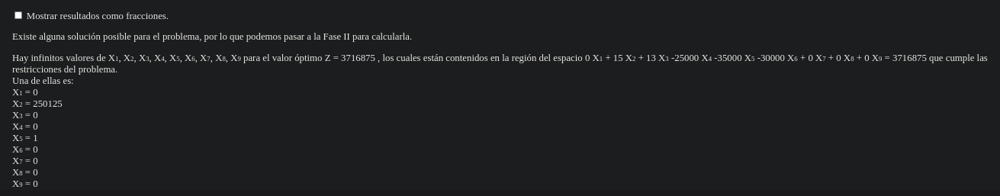 Mostrar resultados como fracciones.
Existe alguna solución posible para el problema, por lo que podemos pasar a la Fase II para calcularla.
Hay infinitos valores de X1, X2, X3, X4, X5, X6, X7, X8, X9 para el valor óptimo Z = 3716875 , los cuales están contenidos en la región del espacio 0 X1 + 15 X2 + 13 X3 -25000 X4 -35000 X5 -30000 X6 + 0 X7 + 0 X8 + 0 X9 = 3716875 que cumple las
restricciones del problema.
Una de ellas es:
X1 = 0
X2 = 250125
X3 = 0
X4 = 0
X5 = 1
X6 = 0
X7 = 0
X8 = 0
X9 = 0